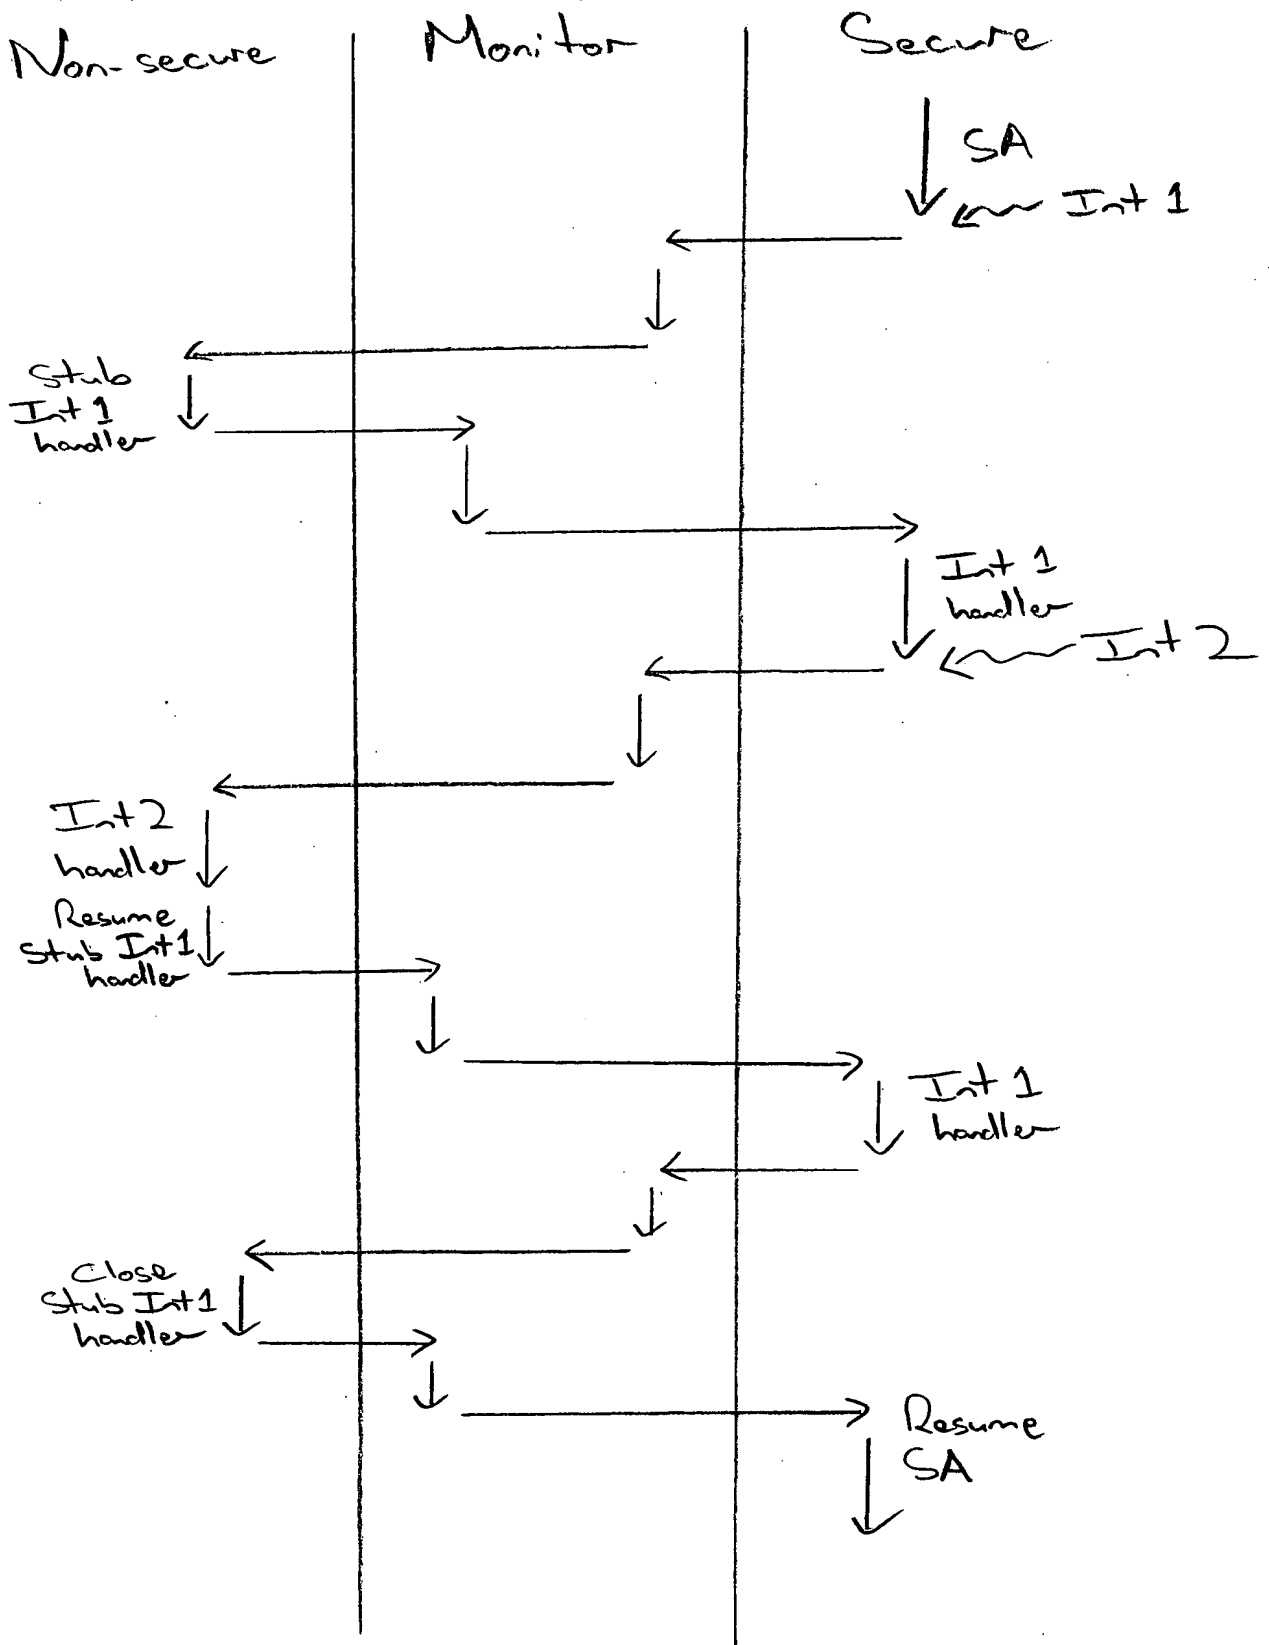 Non-secure
Monitor
Secure
SA
Int 1
Stub
Int 1
handler
Int 1
handler
Int 2
Int 2
handler
Resume
Stub Int 1
handler
Int 1
handler
Close
Stub Int 1
handler
Resume
SA